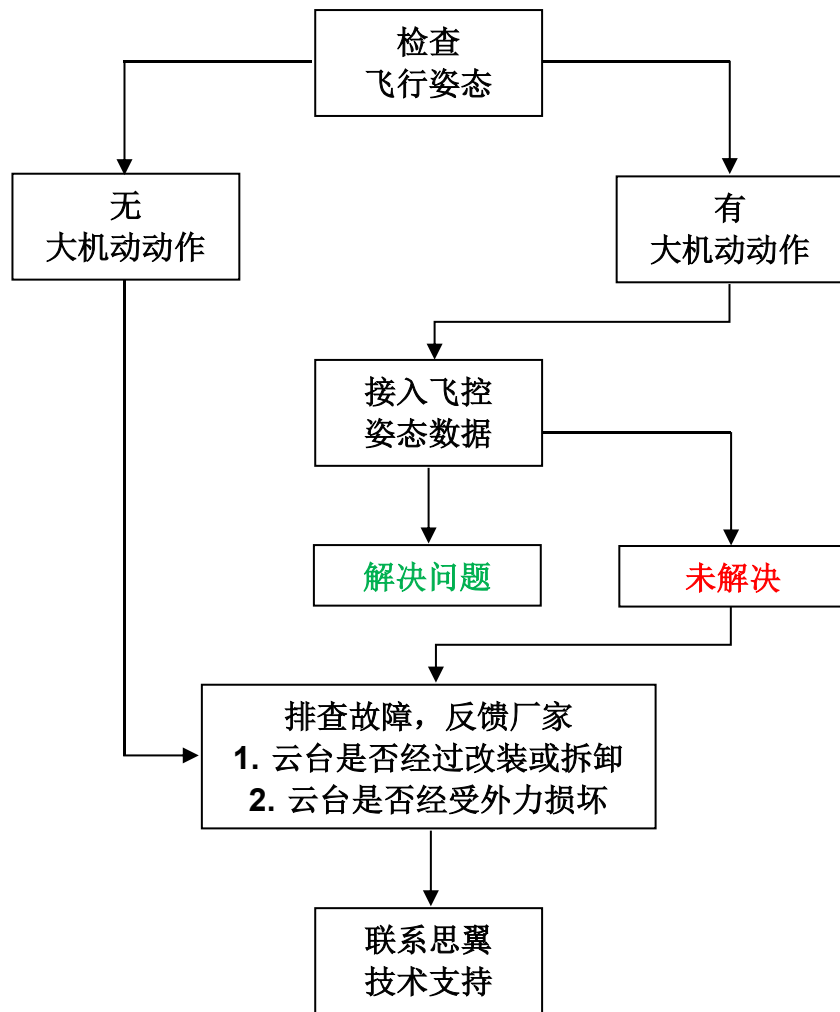 检查
飞行姿态
无
大机动动作
有
大机动动作
接入飞控
姿态数据
解决问题
未解决
排查故障，反馈厂家
1. 云台是否经过改装或拆卸
2. 云台是否经受外力损坏
联系思翼
技术支持